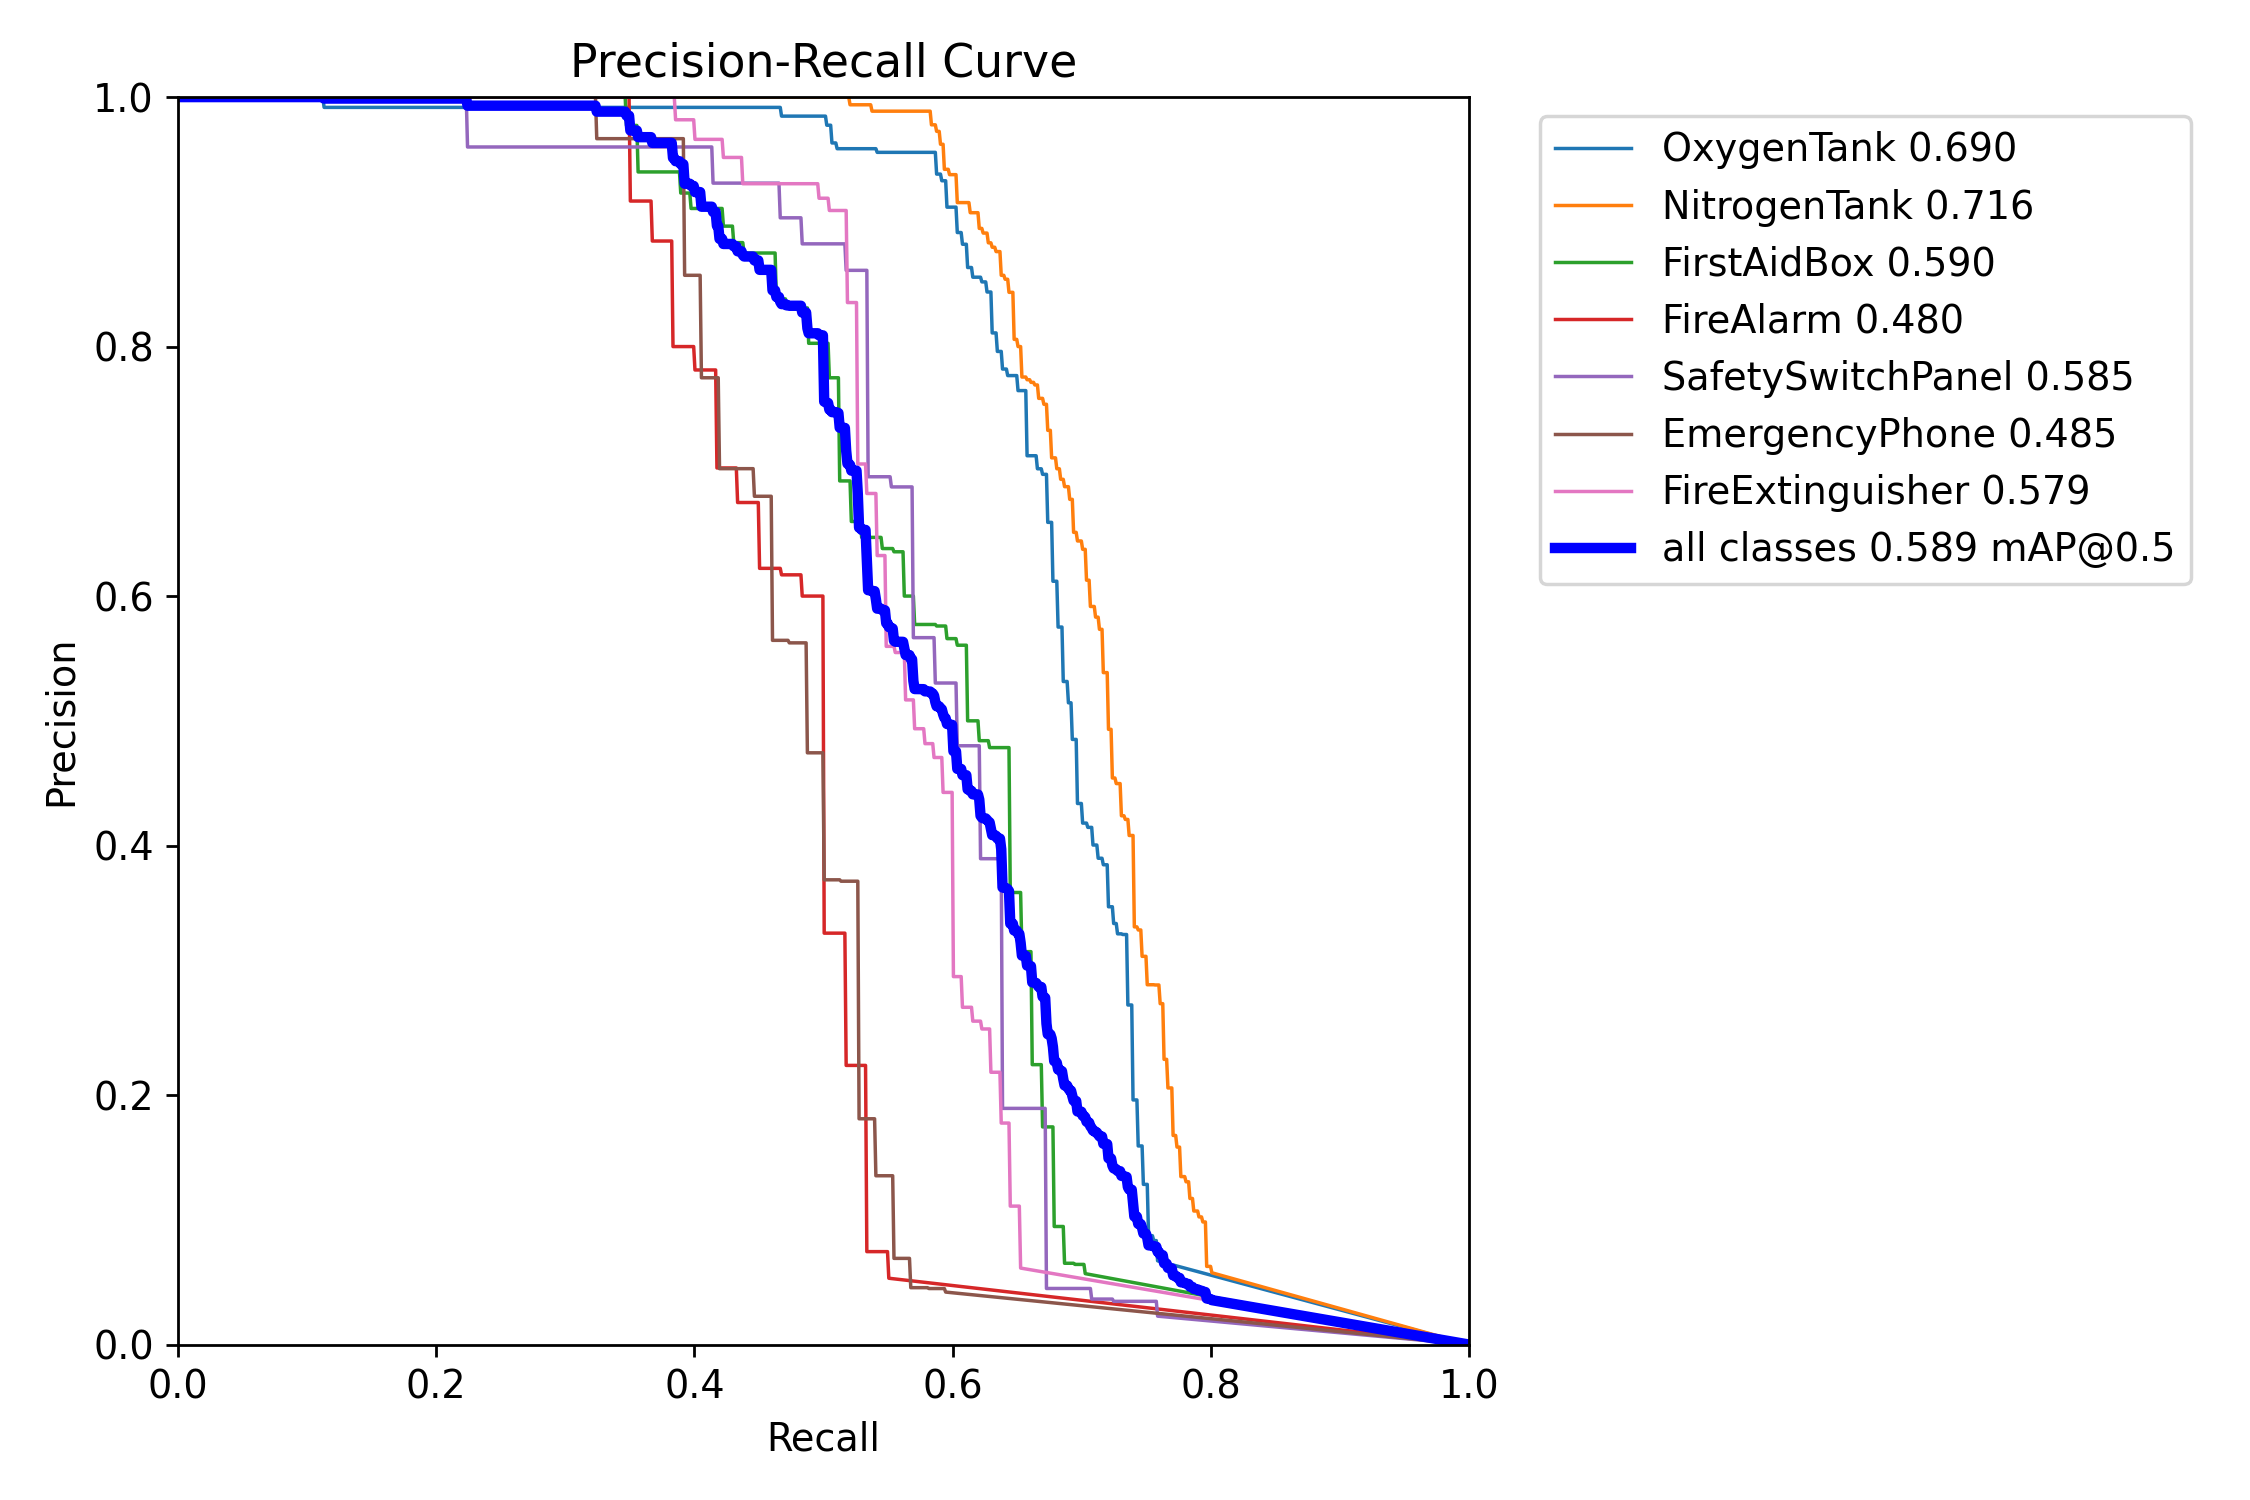 Precision-Recall Curve
1.0
0.8
0.6
0.4
0.2
0.0
Precision
0.0 0.2 0.4 0.6 0.8 1.0
Recall
OxygenTank 0.690
NitrogenTank 0.716
FirstAidBox 0.590
FireAlarm 0.480
SafetySwitchPanel 0.585
EmergencyPhone 0.485
FireExtinguisher 0.579
all classes 0.589 mAP@0.5